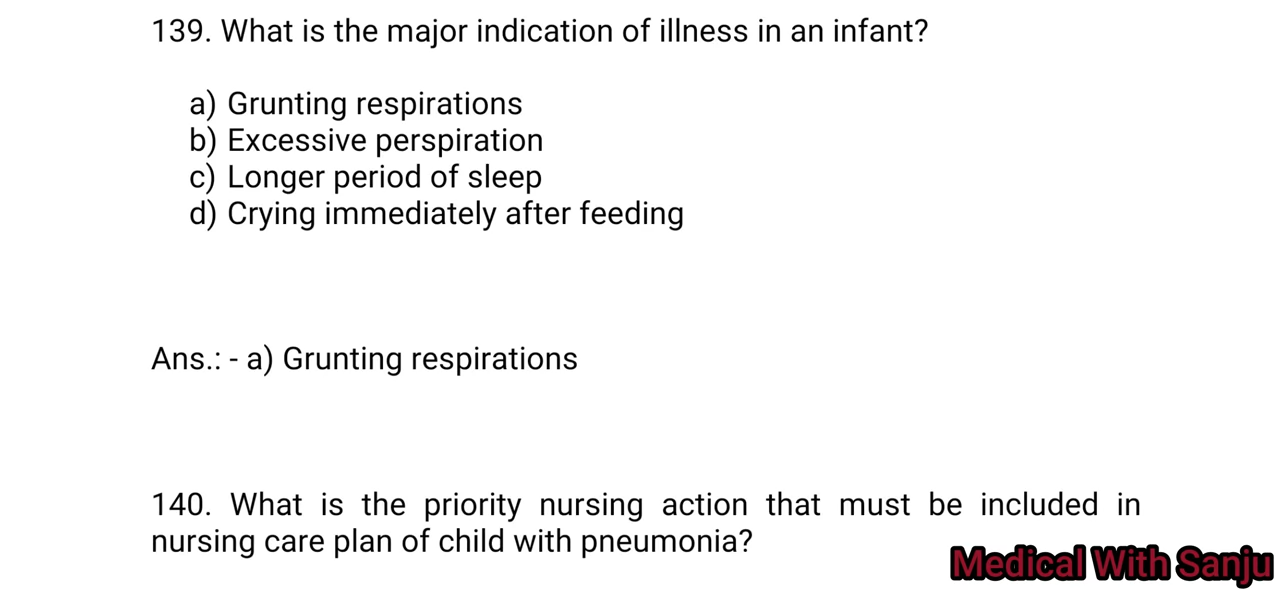 139. What is the major indication of illness in an infant?
a) Grunting respirations
b) Excessive perspiration
c) Longer period of sleep
d) Crying immediately after feeding
Ans.: - a) Grunting respirations
140. What is the priority nursing action that must be included in
nursing care plan of child with pneumonia?
Medical With Sanju